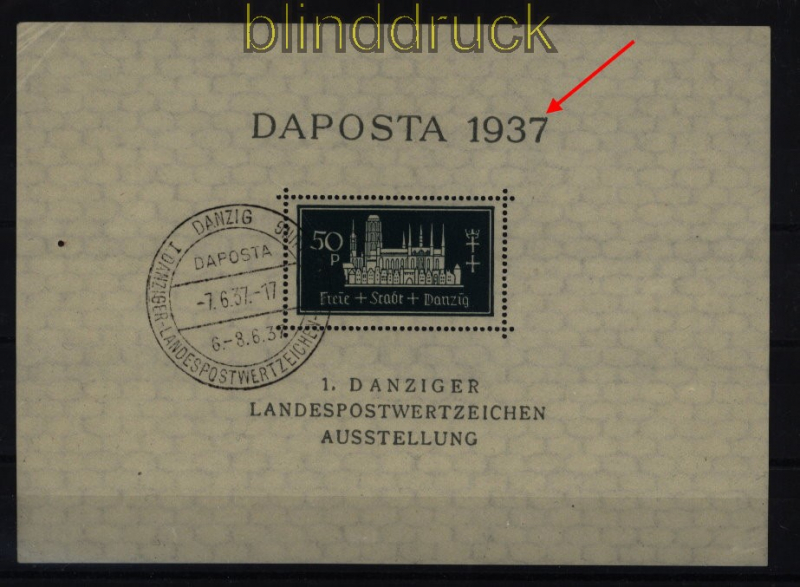 blinddruck
DAPOSTA 1937
50
P
Freie + Stadt + Danzig
DANZIG
1. DANZIGER-LANDESPOSTWERTZEICHEN-
DAPOSTA
-7.6.37.-17
6.-8.6.37
1. DANZIGER
LANDESPOSTWERTZEICHEN
AUSSTELLUNG